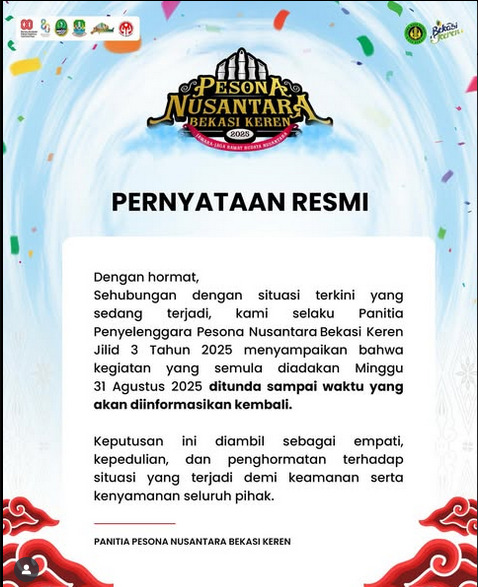 PESONA
NUSANTARA
BEKASI KEREN
2025
PERNYATAAN RESMI
Dengan hormat,
Sehubungan dengan situasi terkini yang
sedang terjadi, kami selaku Panitia
Penyelenggara Pesona Nusantara Bekasi Keren
Jilid 3 Tahun 2025 menyampaikan bahwa
kegiatan yang semula diadakan Minggu
31 Agustus 2025 ditunda sampai waktu yang
akan diinformasikan kembali.
Keputusan ini diambil sebagai empati,
kepedulian, dan penghormatan terhadap
situasi yang terjadi demi keamanan serta
kenyamanan seluruh pihak.
PANITIA PESONA NUSANTARA BEKASI KEREN